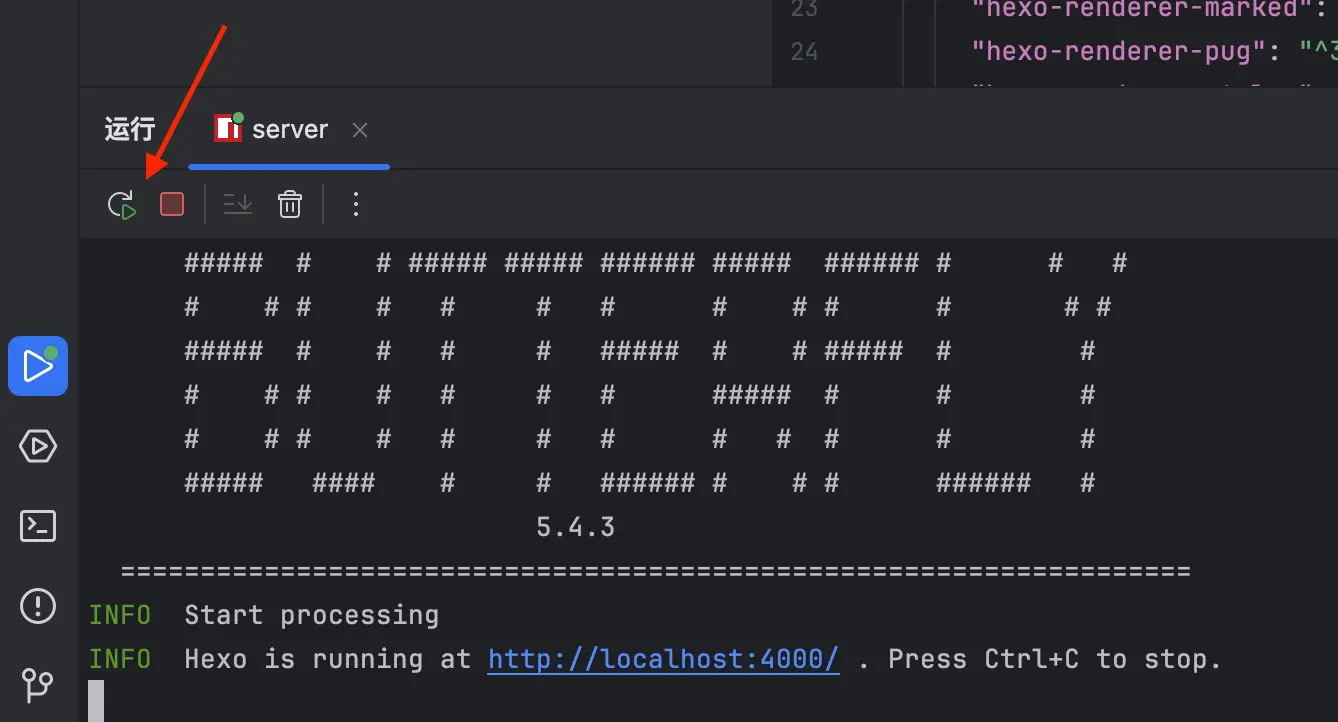 23 "hexo-renderer-marked":
24 "hexo-renderer-pug": "^3
运行 server
##### #    # ##### ##### ###### #####  ###### #      #   #
#    # #    #   #     #   #      #    # #      #       # #
##### #    #   #     #   #####  #    # #####  #        #
#    # #    #   #     #   #      #####  #      #        #
#    # #    #   #     #   #      #   #  #      #        #
#####   ####    #     #   ###### #    # #      ######   #
5.4.3
===================================================================
INFO  Start processing
INFO  Hexo is running at http://localhost:4000/ . Press Ctrl+C to stop.